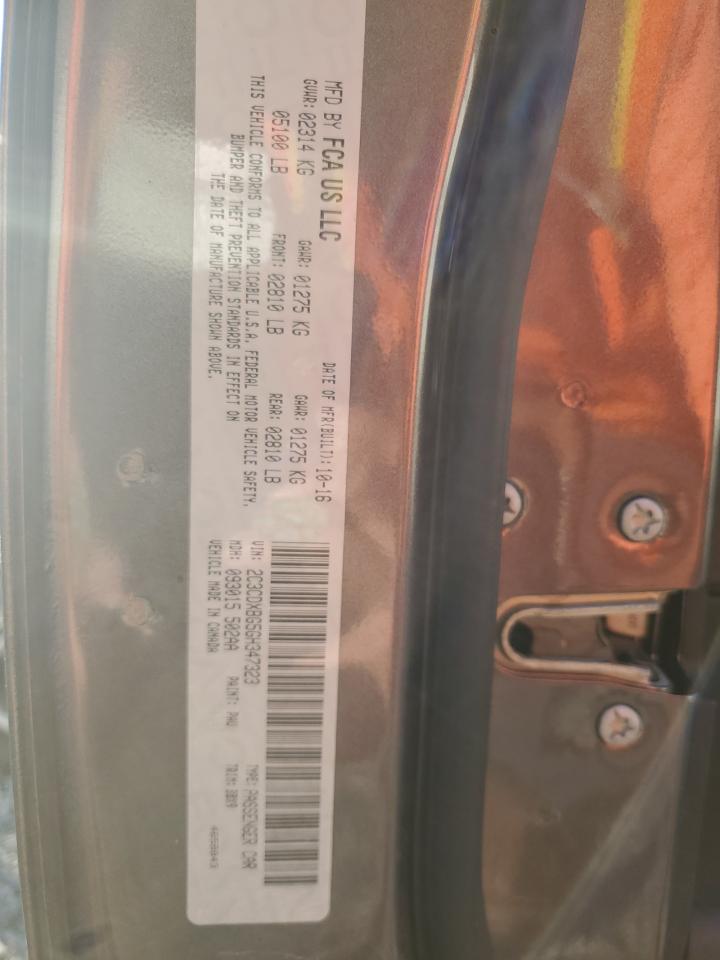 MFD BY FCA US LLC
DATE OF MFR(BUILT): 10-16
GVWR: 02314 KG
GAWR: 01275 KG
GAWR: 01275 KG
05100 LB
FRONT: 02810 LB
REAR: 02810 LB
THIS VEHICLE CONFORMS TO ALL APPLICABLE U.S.A. FEDERAL MOTOR VEHICLE SAFETY,
BUMPER AND THEFT PREVENTION STANDARDS IN EFFECT ON
THE DATE OF MANUFACTURE SHOWN ABOVE.
VIN: 2C3CDXBG5GH347323
TYPE: PASSENGER CAR
MDH: 093015 502AA
PAINT: PAU
TRIM: 3BX9
VEHICLE MADE IN CANADA